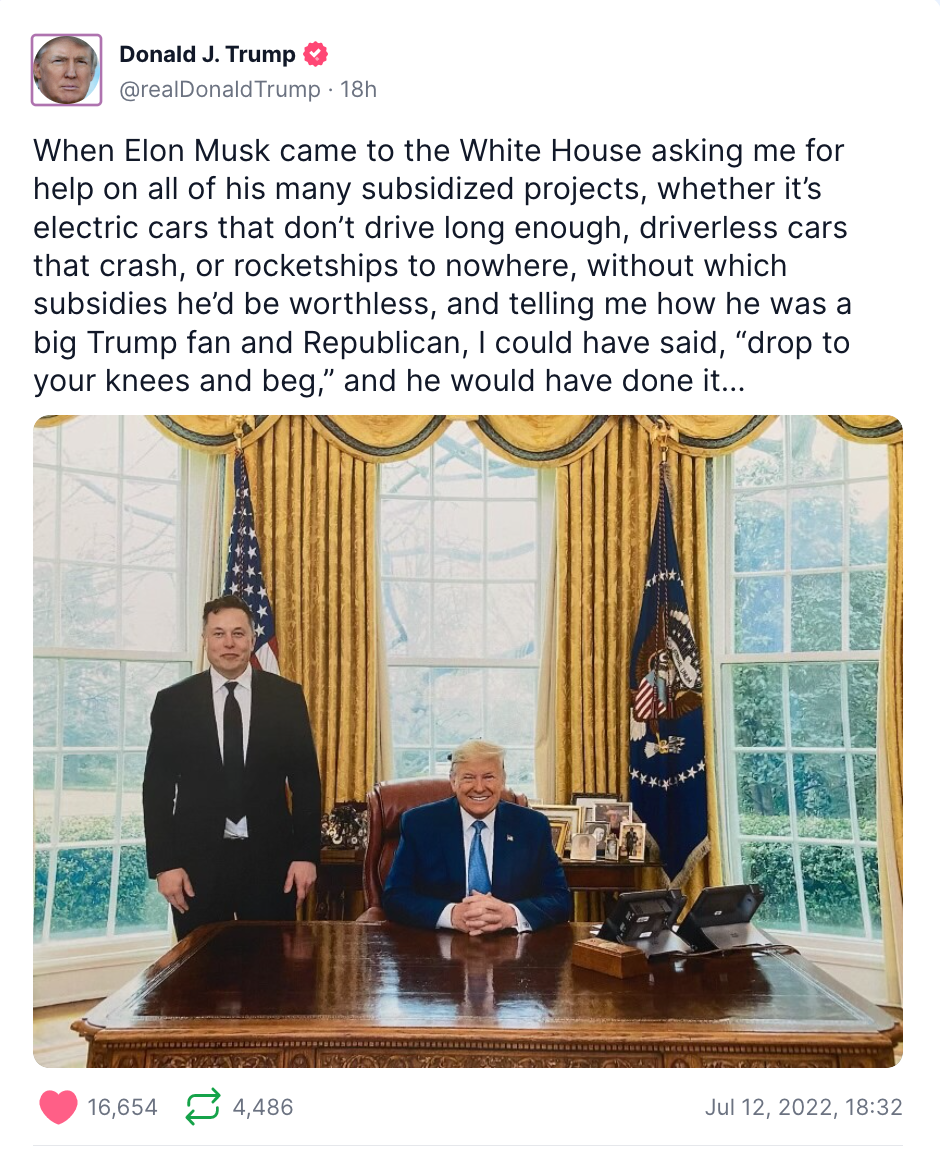 Donald J. Trump
@realDonaldTrump · 18h
When Elon Musk came to the White House asking me for
help on all of his many subsidized projects, whether it’s
electric cars that don’t drive long enough, driverless cars
that crash, or rocketships to nowhere, without which
subsidies he’d be worthless, and telling me how he was a
big Trump fan and Republican, I could have said, “drop to
your knees and beg,” and he would have done it...
16,654 4,486 Jul 12, 2022, 18:32